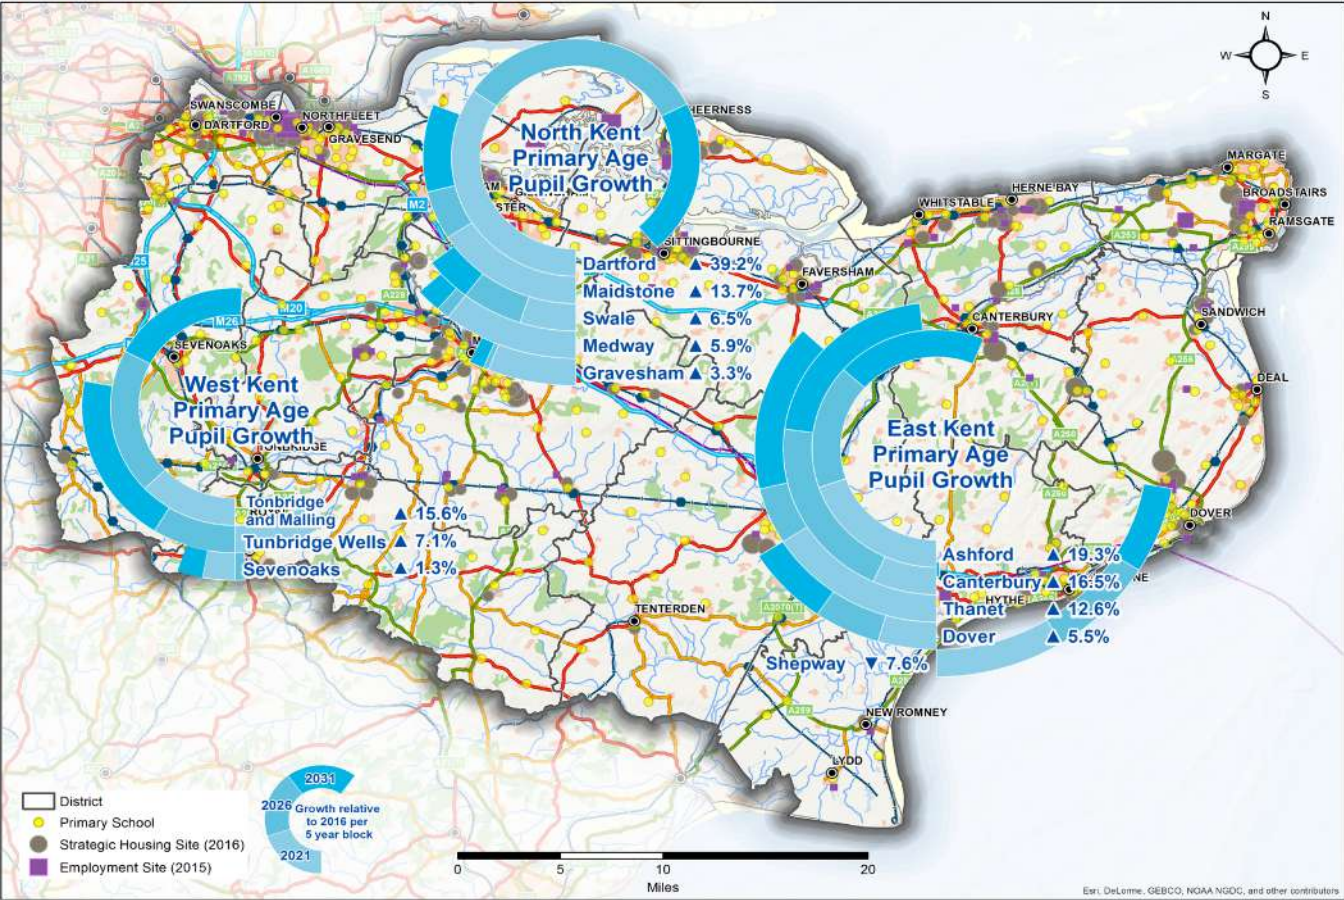 N
W
E
S
SWANSCOMBE
DARTFORD
NORTHFLEET
GRAVESEND
HEERNESS
North Kent
Primary Age
Pupil Growth
M2
STER
SITTINGBOURNE
MARGATE
BROADSTAIRS
RAMSGATE
HERNE BAY
WHITSTABLE
A253
Dartford ▲ 39.2%
Maidstone ▲ 13.7%
Swale ▲ 6.5%
Medway ▲ 5.9%
Gravesham ▲ 3.3%
FAVERSHAM
CANTERBURY
SANDWICH
DEAL
A228
M20
M26
SEVENOAKS
A256
West Kent
Primary Age
Pupil Growth
Tonbridge
and Malling ▲ 15.6%
Tunbridge Wells ▲ 7.1%
Sevenoaks ▲ 1.3%
East Kent
Primary Age
Pupil Growth
DOVER
Ashford ▲ 19.3%
Canterbury ▲ 16.5%
Thanet ▲ 12.6%
Dover ▲ 5.5%
Shepway ▼ 7.6%
HYTHE
NE
TENTERDEN
A2070(T)
A259
NEW ROMNEY
LYDD
District
Primary School
Strategic Housing Site (2016)
Employment Site (2015)
2031
2026
2021
Growth relative
to 2016 per
5 year block
0 5 10 20
Miles
Esri, DeLorme, GEBCO, NOAA NGDC, and other contributors